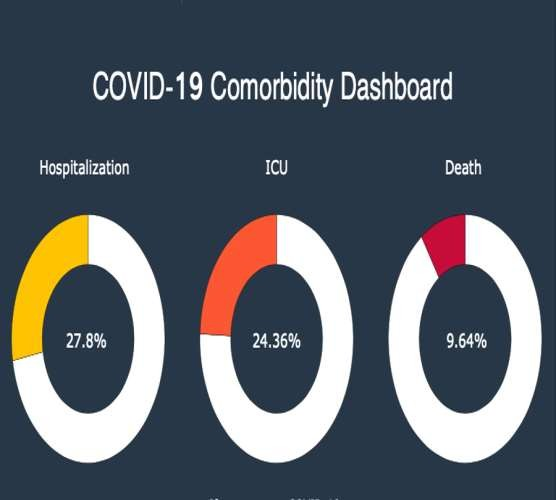 COVID-19 Comorbidity Dashboard
Hospitalization ICU Death
27.8% 24.36% 9.64%